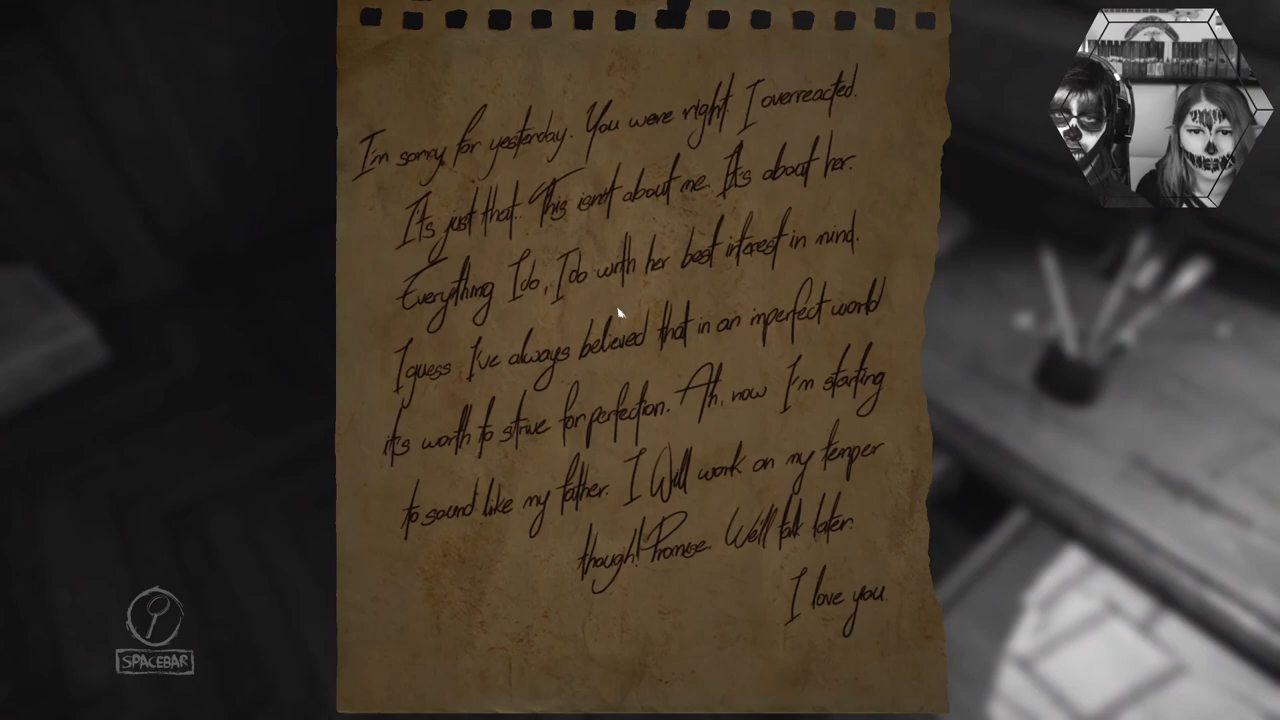 I'm sorry for yesterday. You were right I overreacted.
It's just that.. This isn't about me. It's about her.
Everything I do, I do with her best interest in mind.
I guess I've always believed that in an imperfect world
it's worth to strive for perfection. Ah, now I'm starting
to sound like my father. I Will work on my temper
though! Promise. We'll talk later.
I love you.
SPACEBAR